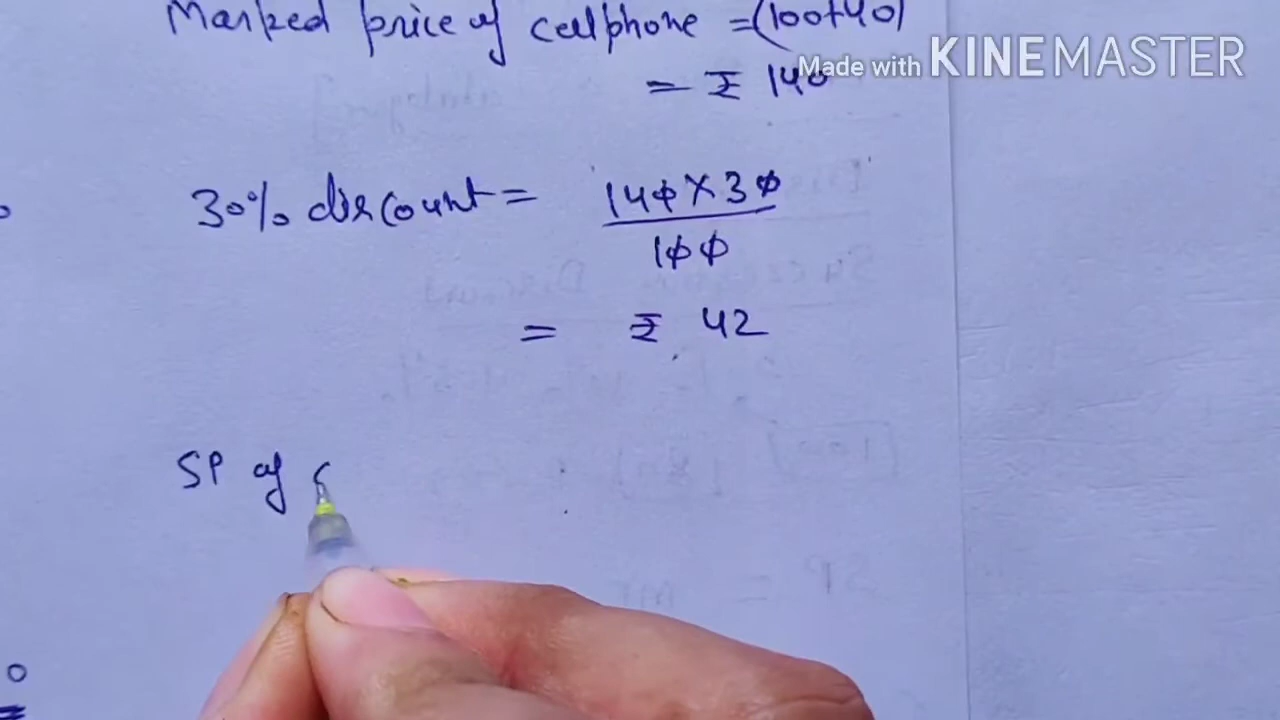 Marked price of cellphone = (100+40)
Made with KINEMASTER
= ₹ 140
30% discount = 140 X 30
100
= ₹ 42
SP of c